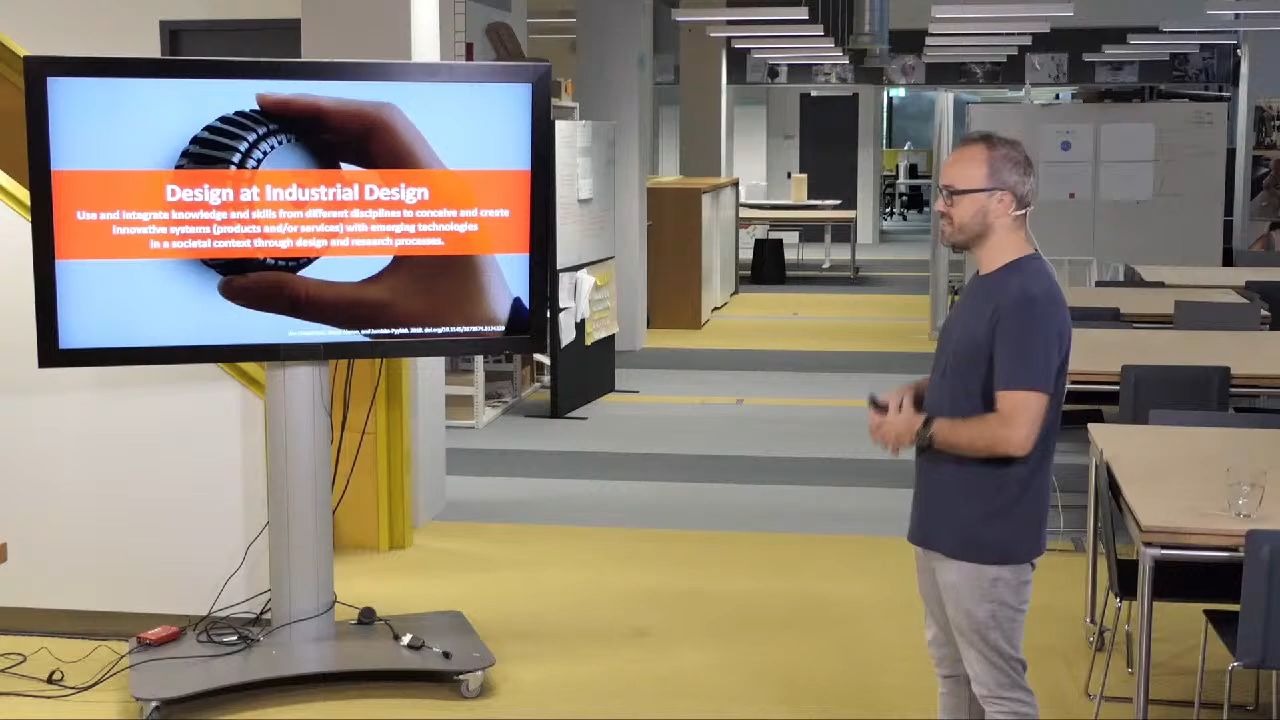 Design at Industrial Design
Use and integrate knowledge and skills from different disciplines to conceive and create
innovative systems (products and/or services) with emerging technologies
in a societal context through design and research processes.